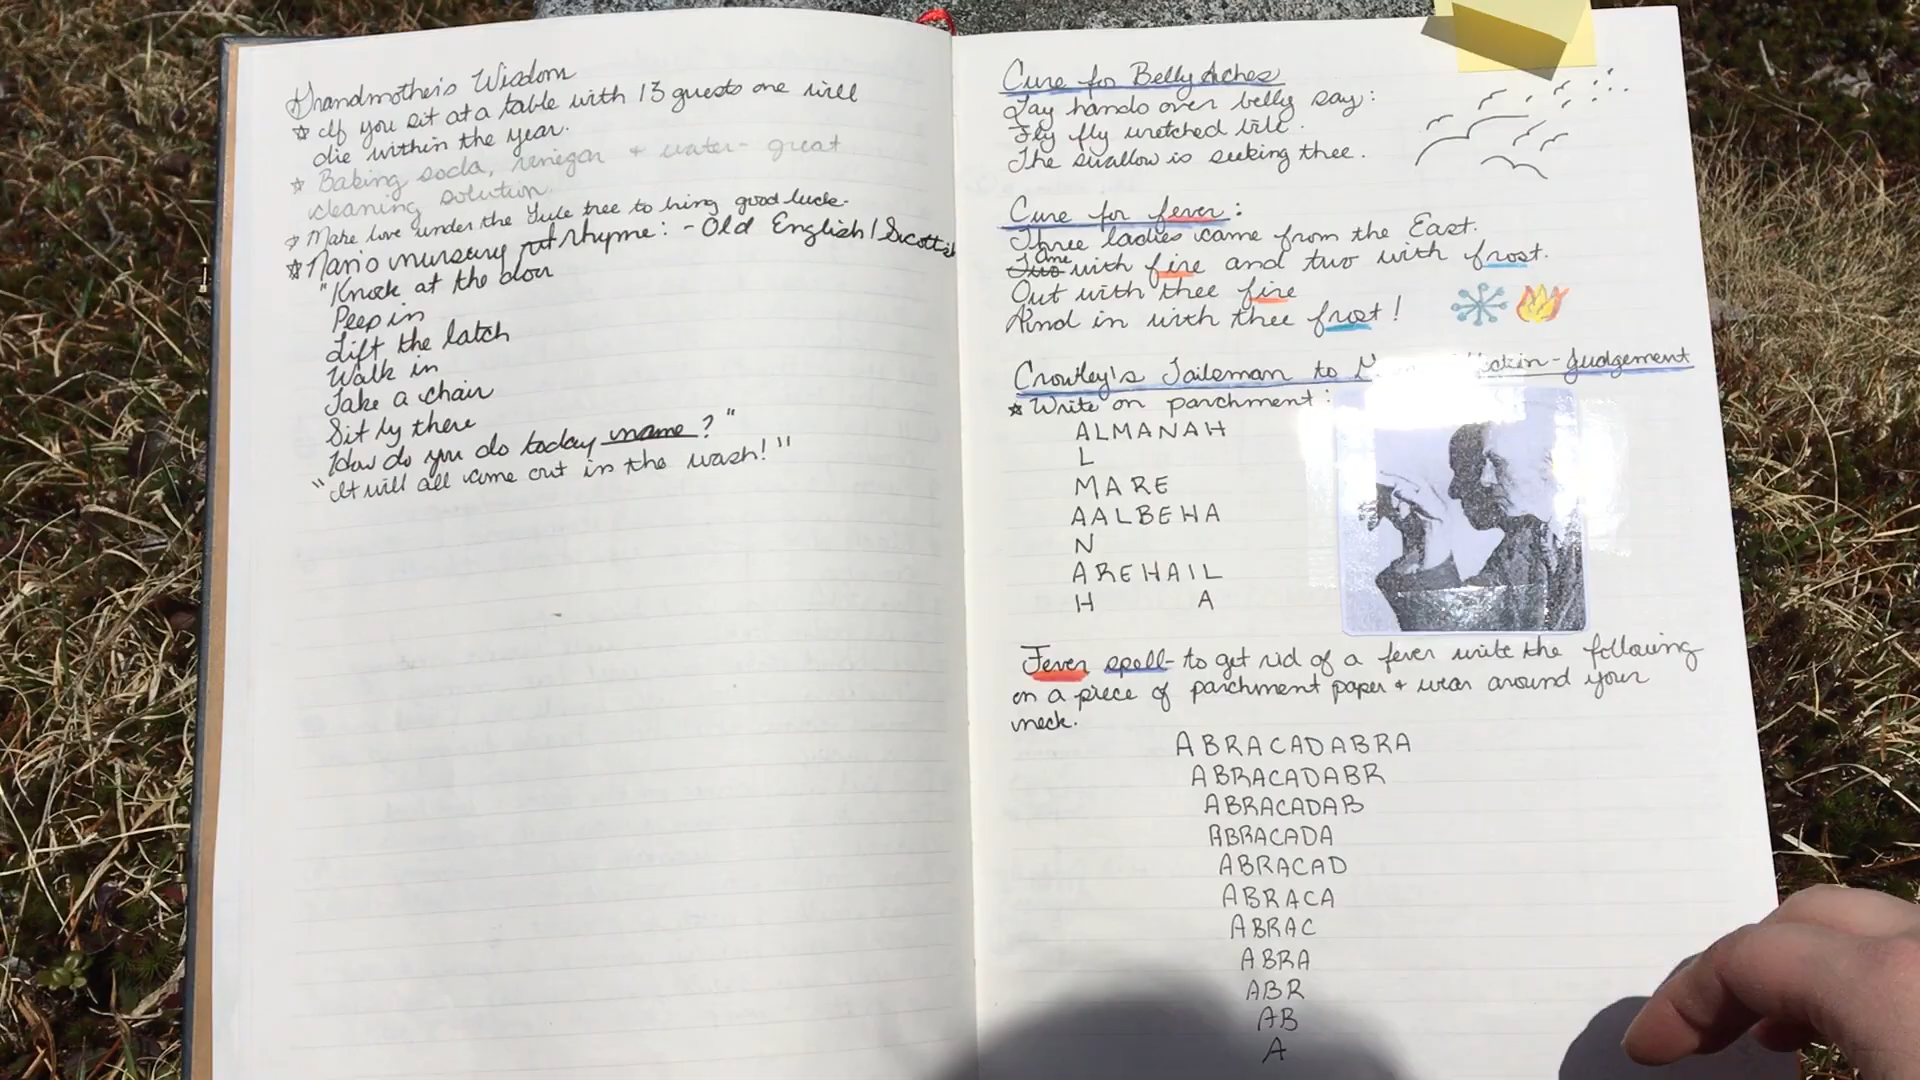 Grandmother's Wisdom
☆ If you sit at a table with 13 guests one will
die within the year.
☆ Baking soda, vinegar + water - great
cleaning solution
☆ Make love under the Yule tree to bring good luck.
☆ Nan's nursery rhyme: - Old English / Scottish
"Knock at the door
Peep in
Lift the latch
Walk in
Take a chair
Sit by there
How do you do today name?"
"It will all come out in the wash!"
Cure for Belly Aches
Lay hands over belly say:
Fly fly wretched bile.
The swallow is seeking thee.
Cure for fever:
Three ladies came from the East.
One with fire and two with frost.
Out with thee fire
And in with thee frost!
Crowley's to - Judgement
☆ Write on parchment:
ALMANAH
L
MARE
AALBEHA
N
AREHAIL
H A
Fever spell - to get rid of a fever write the following
on a piece of parchment paper + wear around your
neck.
ABRACADABRA
ABRACADABR
ABRACADAB
ABRACADA
ABRACAD
ABRACA
ABRAC
ABRA
ABR
AB
A